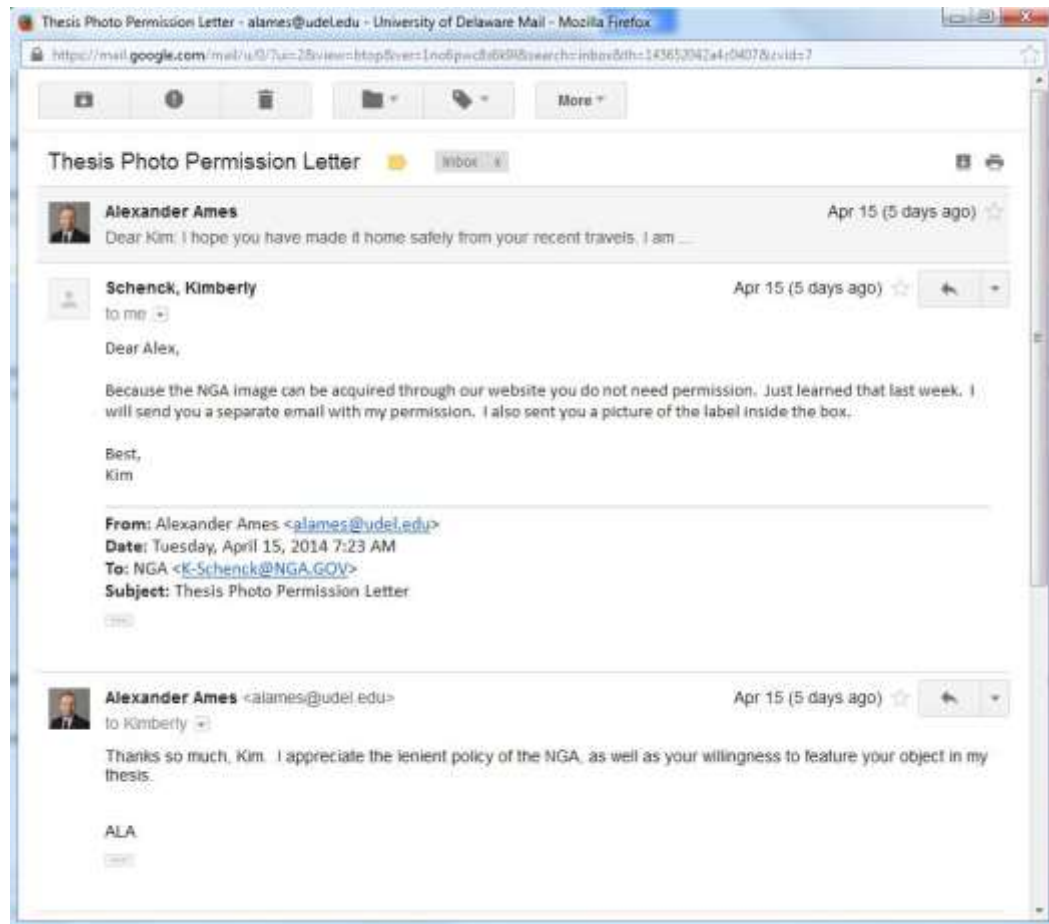 Thesis Photo Permission Letter - alames@udel.edu - University of Delaware Mail - Mozilla Firefox
More
Thesis Photo Permission Letter Inbox x
Alexander Ames Apr 15 (5 days ago)
Dear Kim: I hope you have made it home safely from your recent travels. I am ...
Schenck, Kimberly Apr 15 (5 days ago)
to me
Dear Alex,
Because the NGA image can be acquired through our website you do not need permission. Just learned that last week. I
will send you a separate email with my permission. I also sent you a picture of the label inside the box.
Best,
Kim
From: Alexander Ames <alames@udel.edu>
Date: Tuesday, April 15, 2014 7:23 AM
To: NGA <K-Schenck@NGA.GOV>
Subject: Thesis Photo Permission Letter
Alexander Ames <alames@udel.edu> Apr 15 (5 days ago)
to Kimberly
Thanks so much, Kim. I appreciate the lenient policy of the NGA, as well as your willingness to feature your object in my
thesis.
ALA